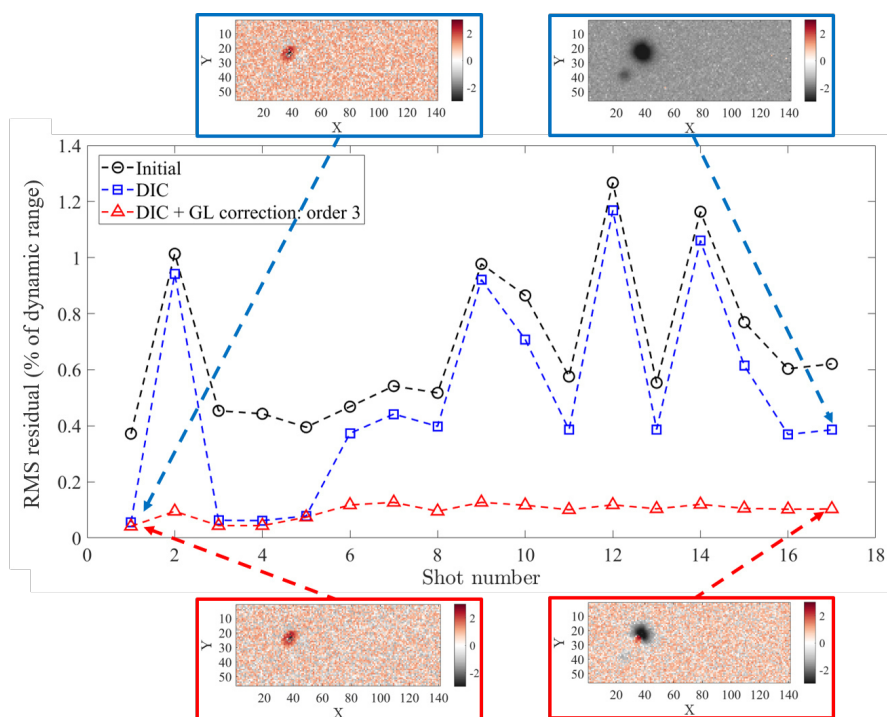 10
20
30
40
50
Y
20 40 60 80 100 120 140
X
2
0
-2
10
20
30
40
50
Y
20 40 60 80 100 120 140
X
2
0
-2
1.4
1.2
1
0.8
0.6
0.4
0.2
0
RMS residual (% of dynamic range)
Initial
DIC
DIC + GL correction: order 3
0 2 4 6 8 10 12 14 16 18
Shot number
10
20
30
40
50
Y
20 40 60 80 100 120 140
X
2
0
-2
10
20
30
40
50
Y
20 40 60 80 100 120 140
X
2
0
-2